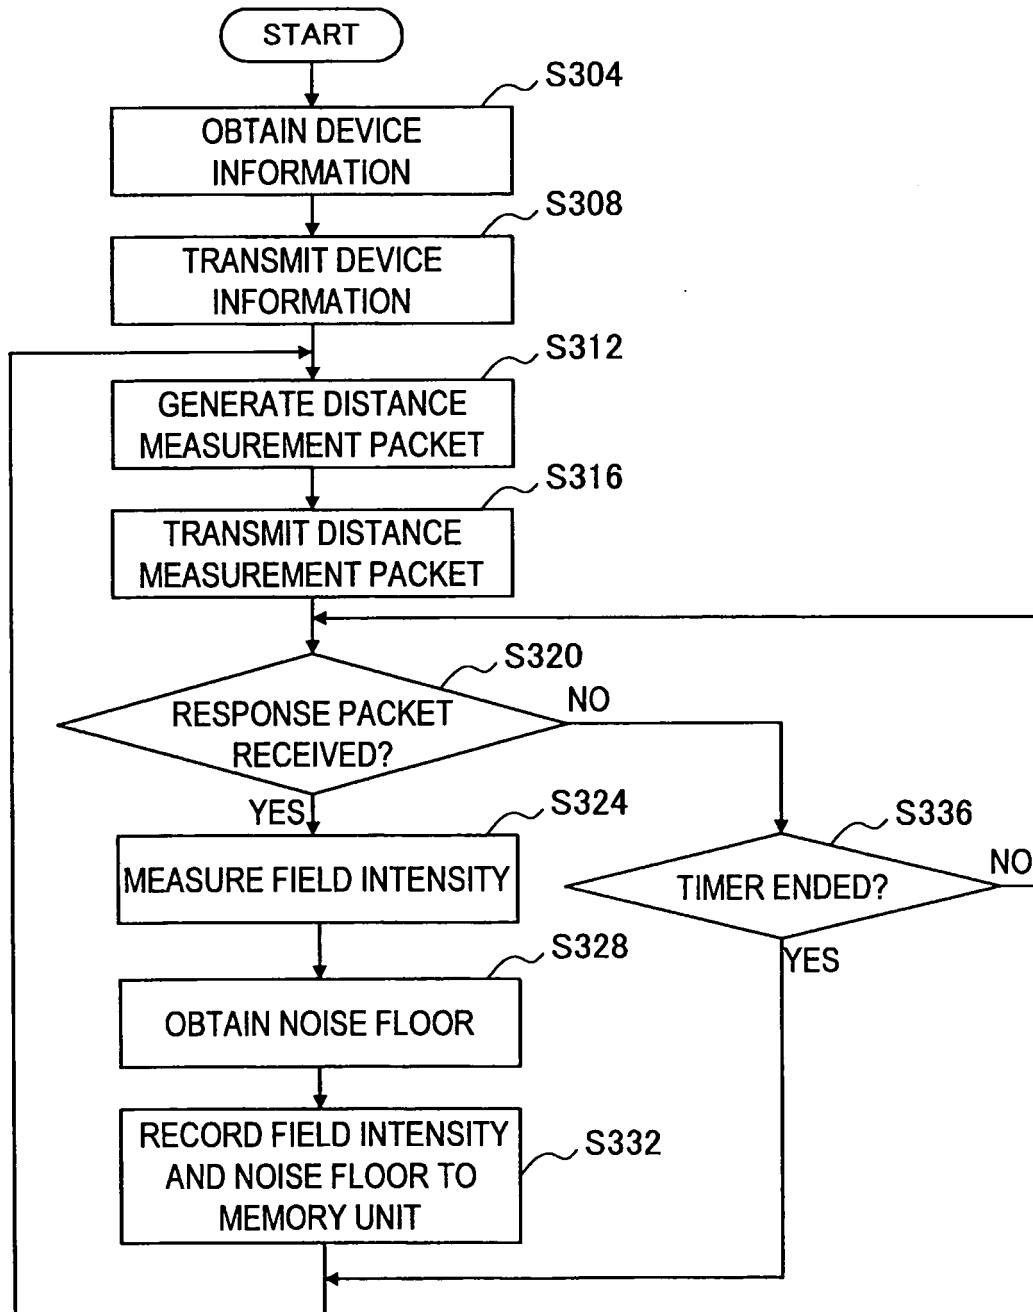 START
S304
OBTAIN DEVICE
INFORMATION
S308
TRANSMIT DEVICE
INFORMATION
S312
GENERATE DISTANCE
MEASUREMENT PACKET
S316
TRANSMIT DISTANCE
MEASUREMENT PACKET
S320
RESPONSE PACKET
RECEIVED?
NO
YES
S324
MEASURE FIELD INTENSITY
S336
TIMER ENDED?
NO
YES
S328
OBTAIN NOISE FLOOR
S332
RECORD FIELD INTENSITY
AND NOISE FLOOR TO
MEMORY UNIT